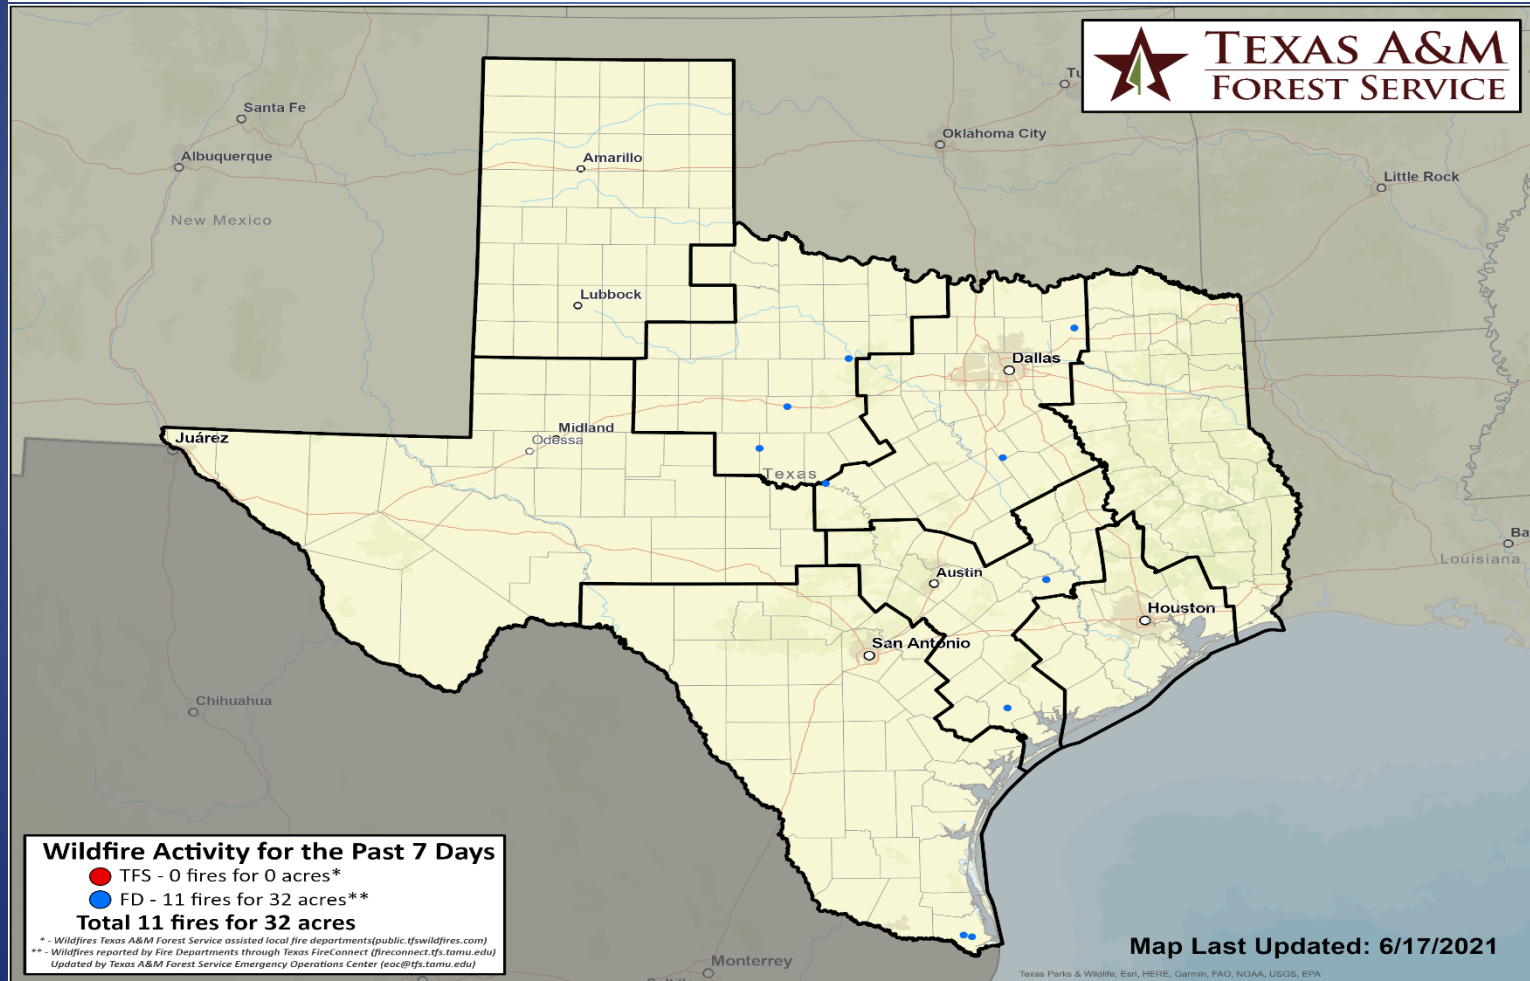 TEXAS A&M
FOREST SERVICE
Tu
Santa Fe
Oklahoma City
Albuquerque
Amarillo
Little Rock
New Mexico
Lubbock
Dallas
Midland
Odessa
Juárez
Texas
Ba
Louisiana
Austin
Houston
San Antonio
Chihuahua
Wildfire Activity for the Past 7 Days
TFS - 0 fires for 0 acres*
FD - 11 fires for 32 acres**
Total 11 fires for 32 acres
* - Wildfires Texas A&M Forest Service assisted local fire departments(public.tfswildfires.com)
** - Wildfires reported by Fire Departments through Texas FireConnect (fireconnect.tfs.tamu.edu)
Updated by Texas A&M Forest Service Emergency Operations Center (eoc@tfs.tamu.edu)
Map Last Updated: 6/17/2021
Monterrey
Texas Parks & Wildlife, Esri, HERE, Garmin, FAO, NOAA, USGS, EPA